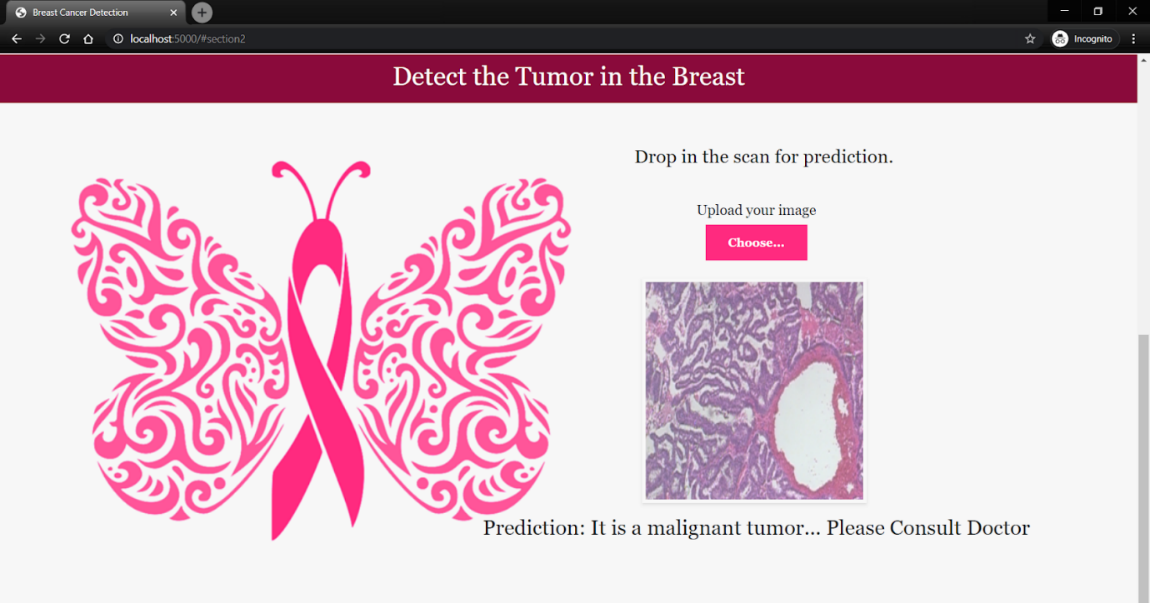 Breast Cancer Detection
localhost:5000/#section2
Incognito
Detect the Tumor in the Breast
Drop in the scan for prediction.
Upload your image
Choose...
Prediction: It is a malignant tumor... Please Consult Doctor